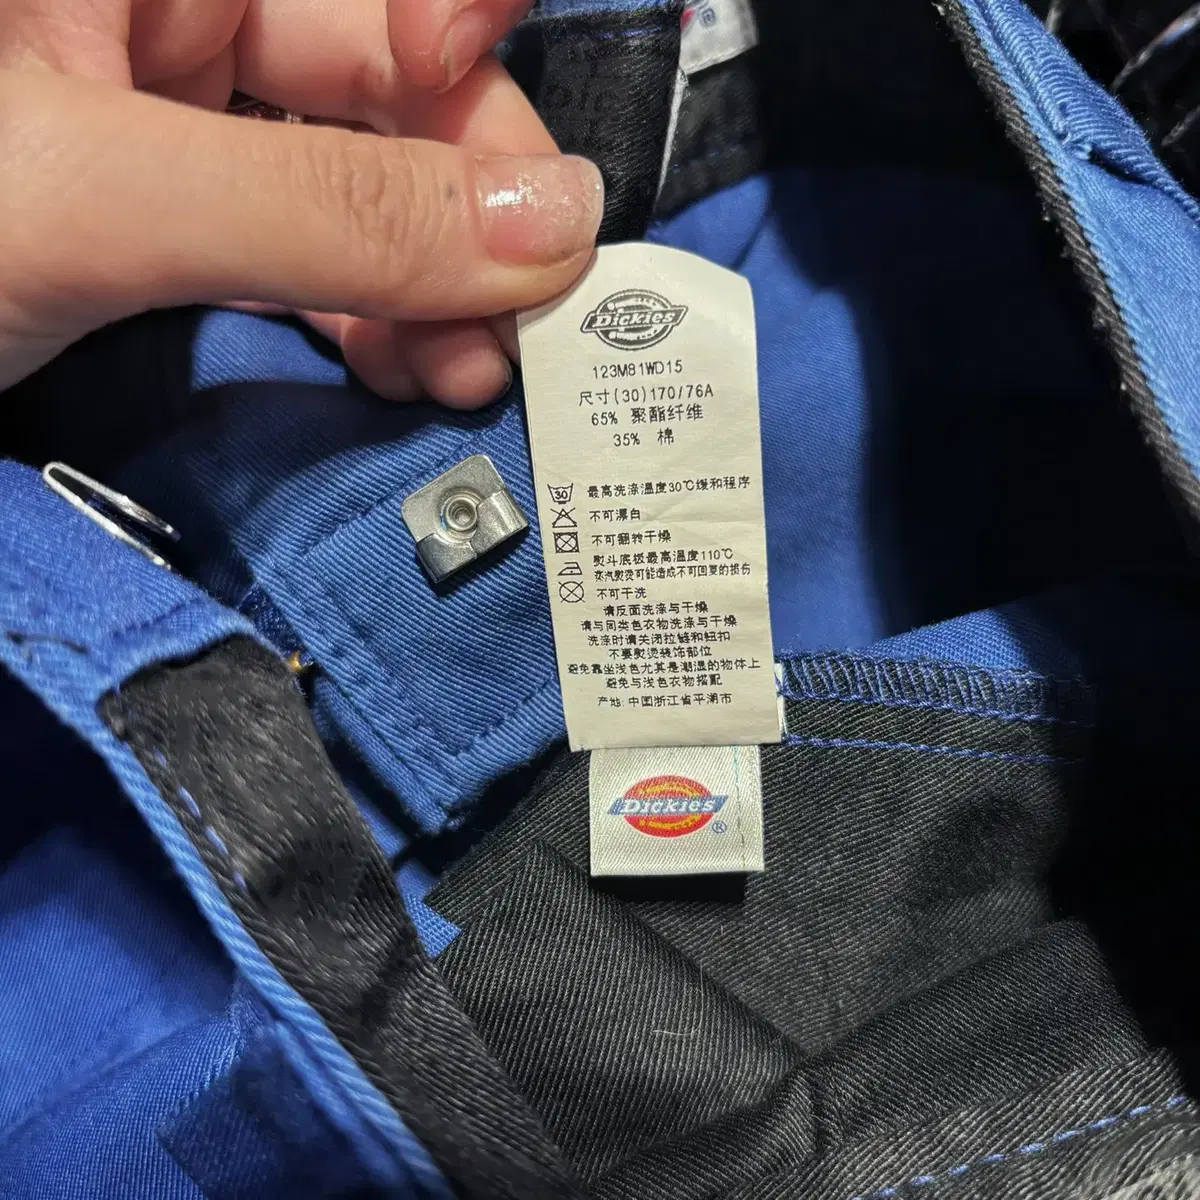 Dickies
123M81WD15
尺寸(30)170/76A
65% 聚酯纤维
35% 棉
30 最高洗涤温度30℃缓和程序
不可漂白
不可翻转干燥
熨斗底板最高温度110℃
蒸汽熨烫可能造成不可回复的损伤
不可干洗
请反面洗涤与干燥
请与同类色衣物洗涤与干燥
洗涤时请关闭拉链和钮扣
不要熨烫装饰部位
避免靠坐浅色尤其是潮湿的物体上
避免与浅色衣物搭配
产地:中国浙江省平湖市
Dickies®